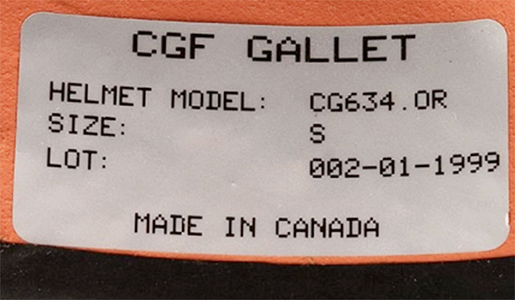 CGF GALLET
HELMET MODEL: CG634.OR
SIZE: S
LOT: 002-01-1999
MADE IN CANADA